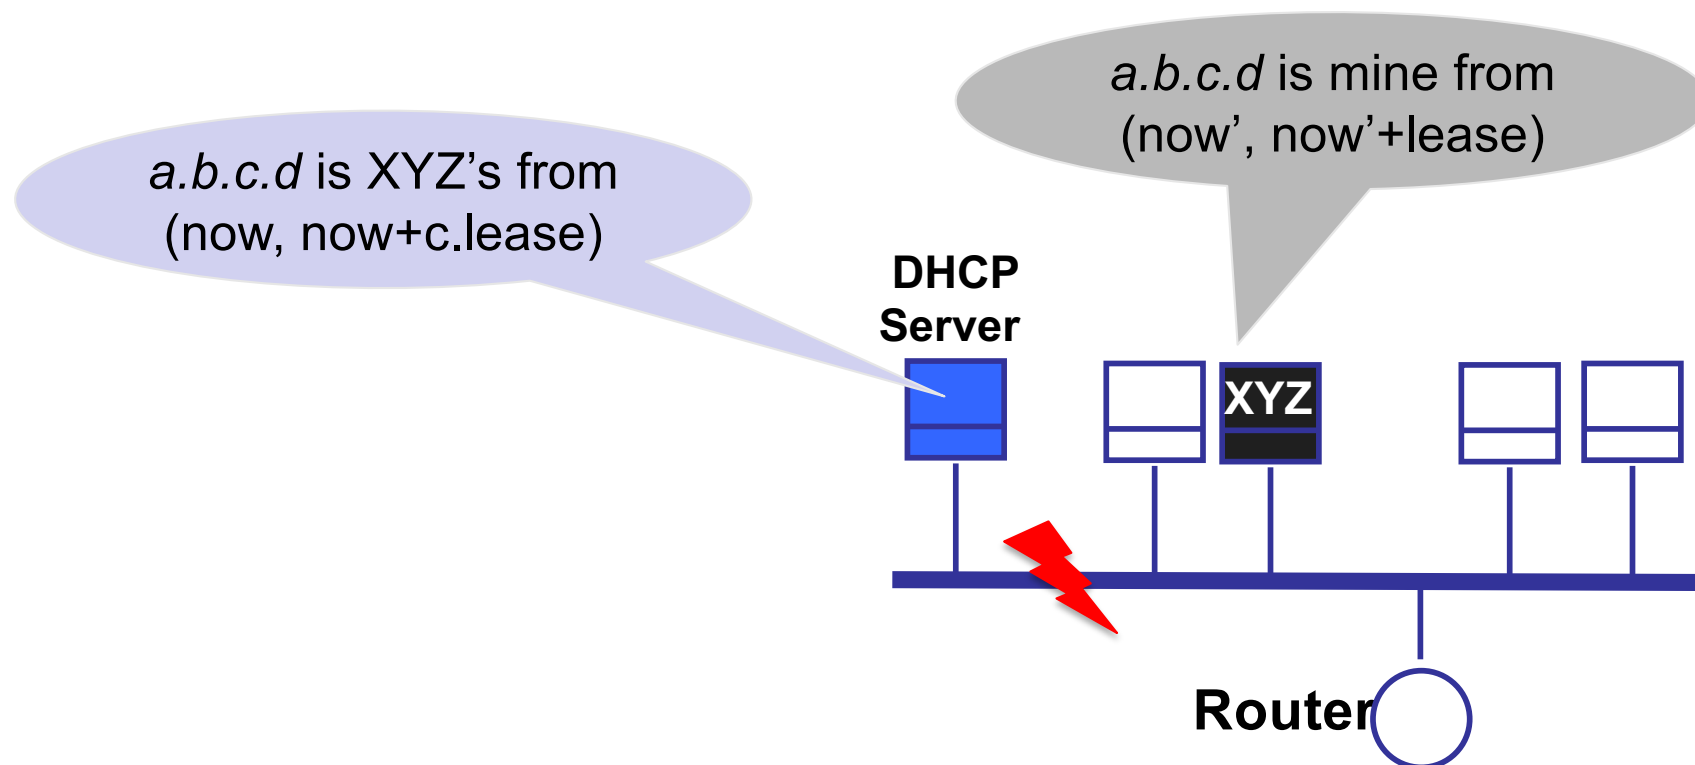 a.b.c.d is mine from
(now’, now’+lease)
a.b.c.d is XYZ’s from
(now, now+c.lease)
DHCP
Server
XYZ
Router